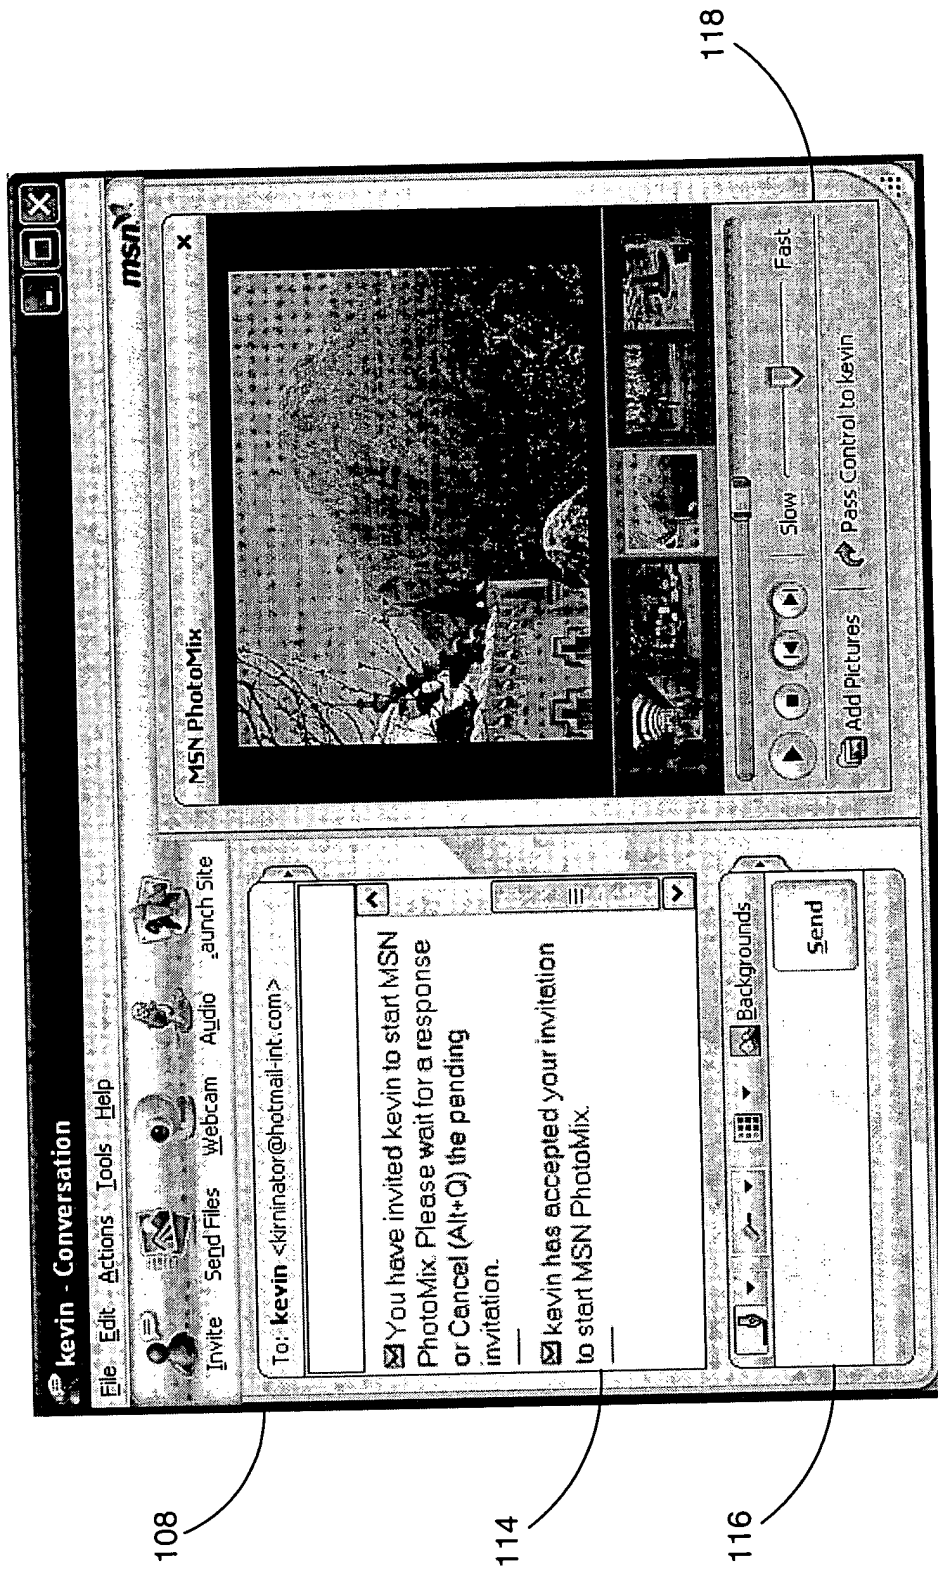 kevin - Conversation
File Edit Actions Tools Help
msn
Invite Send Files Webcam Audio Launch Site
To: kevin <kirninator@hotmail-int.com>
You have invited kevin to start MSN
PhotoMix. Please wait for a response
or Cancel (Alt+Q) the pending
invitation.
kevin has accepted your invitation
to start MSN PhotoMix.
Backgrounds
Send
MSN PhotoMix
x
Slow Fast
Add Pictures Pass Control to kevin
108
114
116
118